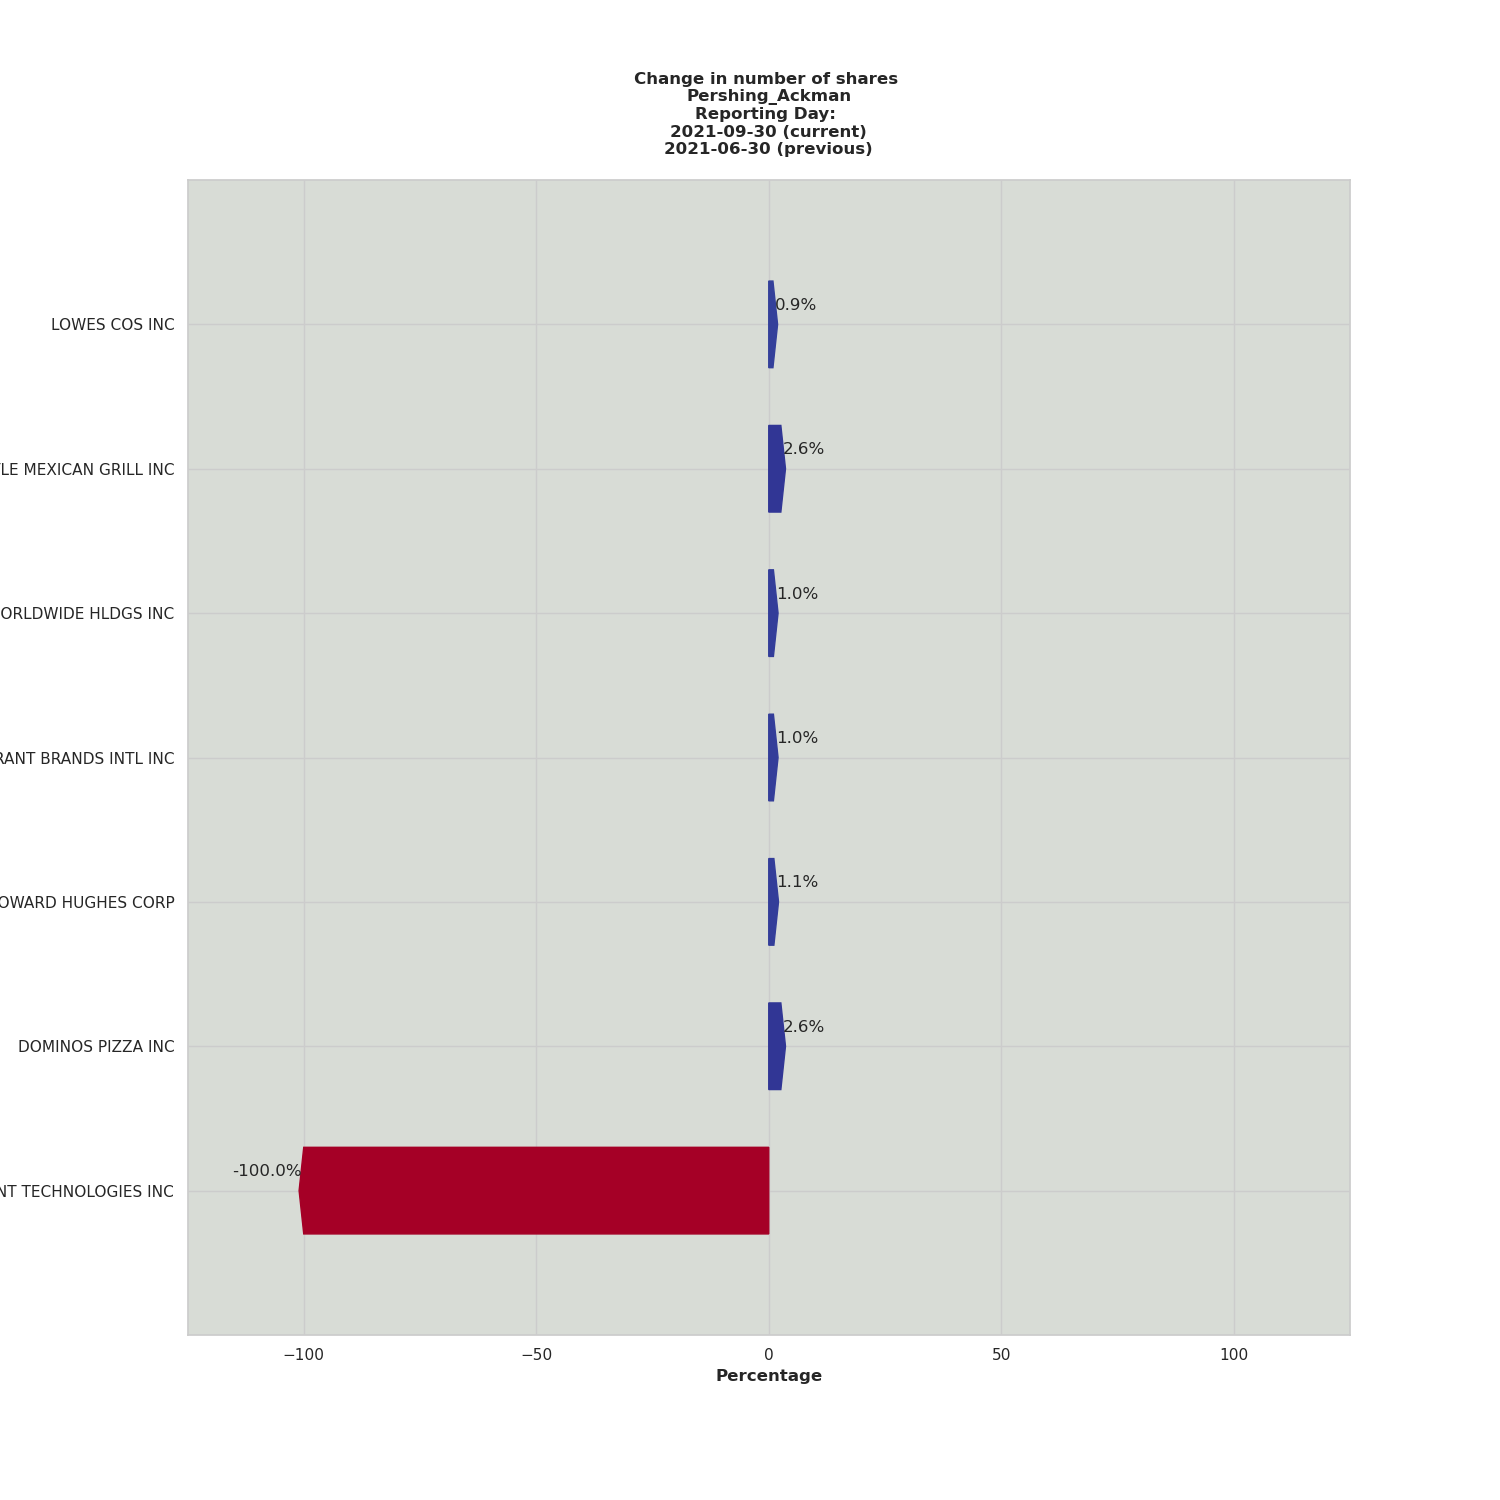 Change in number of shares
Pershing_Ackman
Reporting Day:
2021-09-30 (current)
2021-06-30 (previous)
LOWES COS INC
0.9%
LE MEXICAN GRILL INC
2.6%
ORLDWIDE HLDGS INC
1.0%
RANT BRANDS INTL INC
1.0%
OWARD HUGHES CORP
1.1%
DOMINOS PIZZA INC
2.6%
NT TECHNOLOGIES INC
-100.0%
−100 −50 0 50 100
Percentage